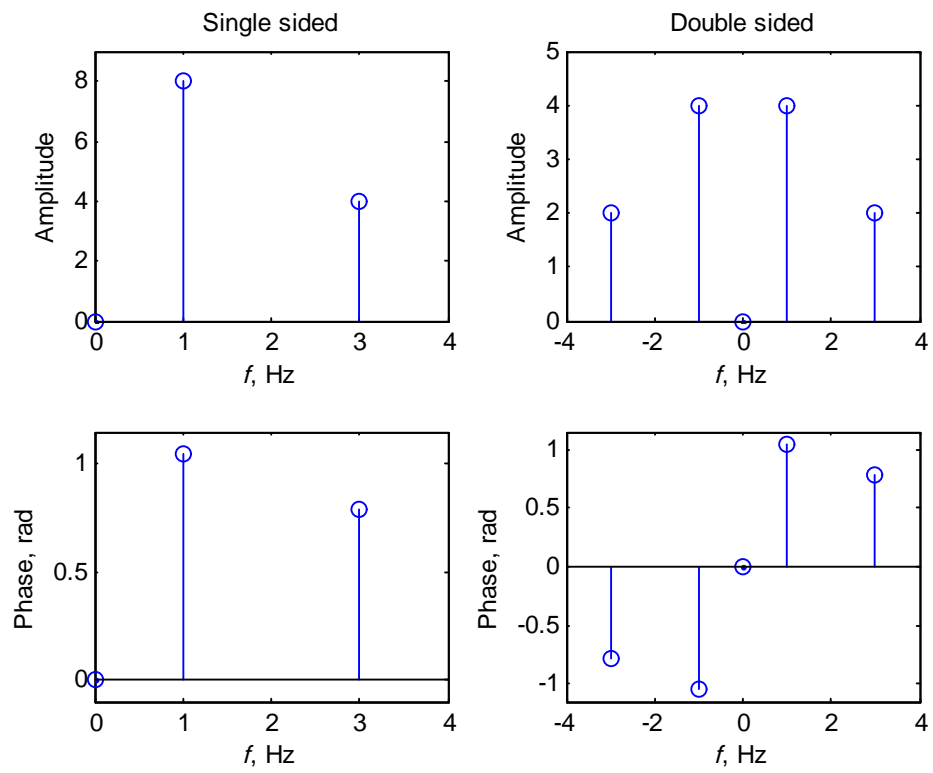 Single sided
8
6
4
2
0
Amplitude
0 1 2 3 4
f, Hz
Double sided
5
4
3
2
1
0
Amplitude
-4 -2 0 2 4
f, Hz
1
0.5
0
Phase, rad
0 1 2 3 4
f, Hz
1
0.5
0
-0.5
-1
Phase, rad
-4 -2 0 2 4
f, Hz